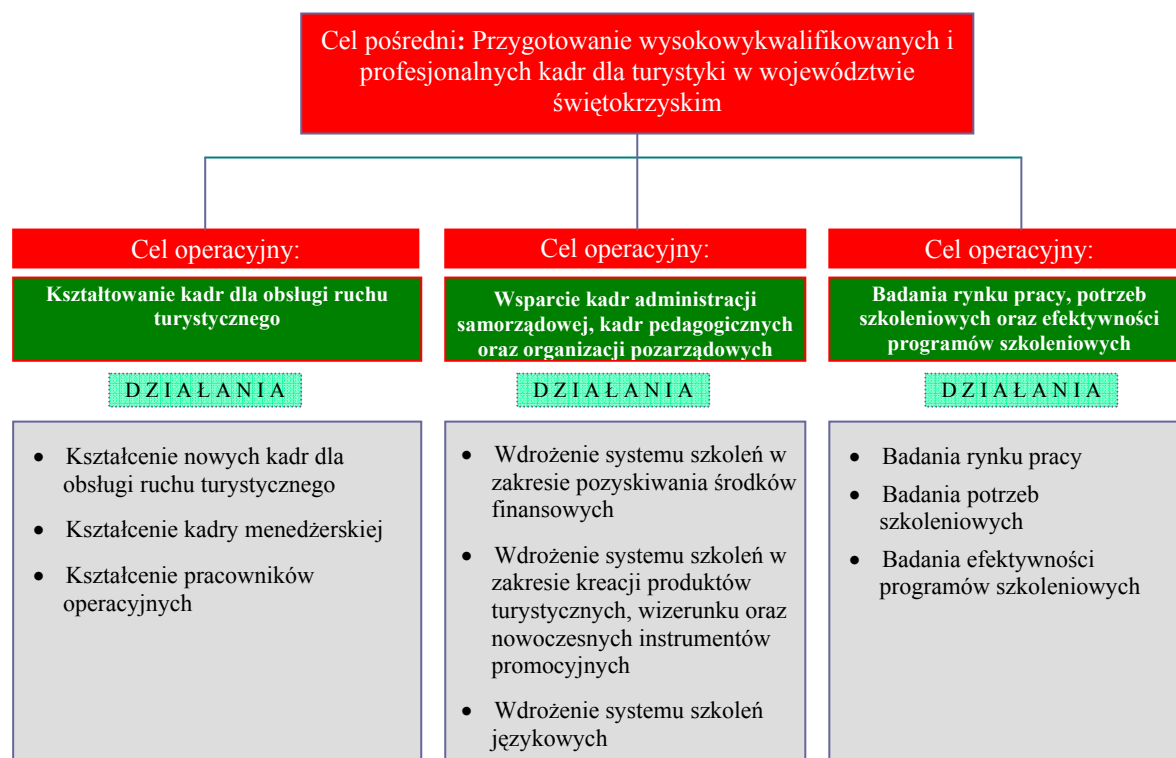 Cel pośredni: Przygotowanie wysokowykwalifikowanych i
profesjonalnych kadr dla turystyki w województwie
świętokrzyskim
Cel operacyjny:
Kształtowanie kadr dla obsługi ruchu
turystycznego
DZIAŁANIA
• Kształcenie nowych kadr dla
obsługi ruchu turystycznego
• Kształcenie kadry menedżerskiej
• Kształcenie pracowników
operacyjnych
Cel operacyjny:
Wsparcie kadr administracji
samorządowej, kadr pedagogicznych
oraz organizacji pozarządowych
DZIAŁANIA
• Wdrożenie systemu szkoleń w
zakresie pozyskiwania środków
finansowych
• Wdrożenie systemu szkoleń w
zakresie kreacji produktów
turystycznych, wizerunku oraz
nowoczesnych instrumentów
promocyjnych
• Wdrożenie systemu szkoleń
językowych
Cel operacyjny:
Badania rynku pracy, potrzeb
szkoleniowych oraz efektywności
programów szkoleniowych
DZIAŁANIA
• Badania rynku pracy
• Badania potrzeb
szkoleniowych
• Badania efektywności
programów szkoleniowych